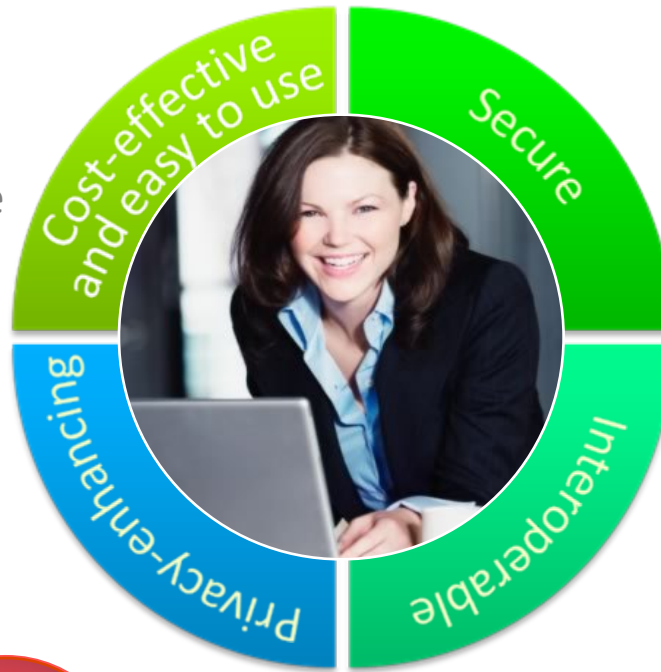 Cost-effective
and easy to use
Secure
e
Privacy-enhancing
Interoperable